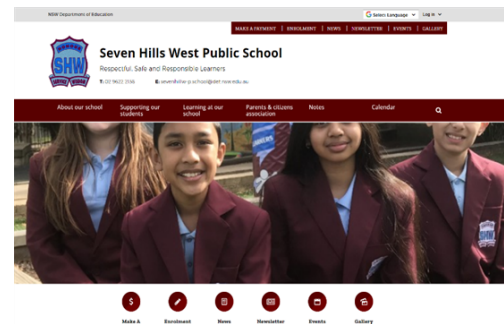 NSW Department of Education
Select Language
Log in
MAKE A PAYMENT | ENROLMENT | NEWS | NEWSLETTER | EVENTS | GALLERY
SHW
Seven Hills West Public School
Respectful, Safe and Responsible Learners
About our school
Supporting our students
Learning at our school
Parents & citizens association
Notes
Calendar
SHW
Make A
Enrolment
News
Newsletter
Events
Gallery